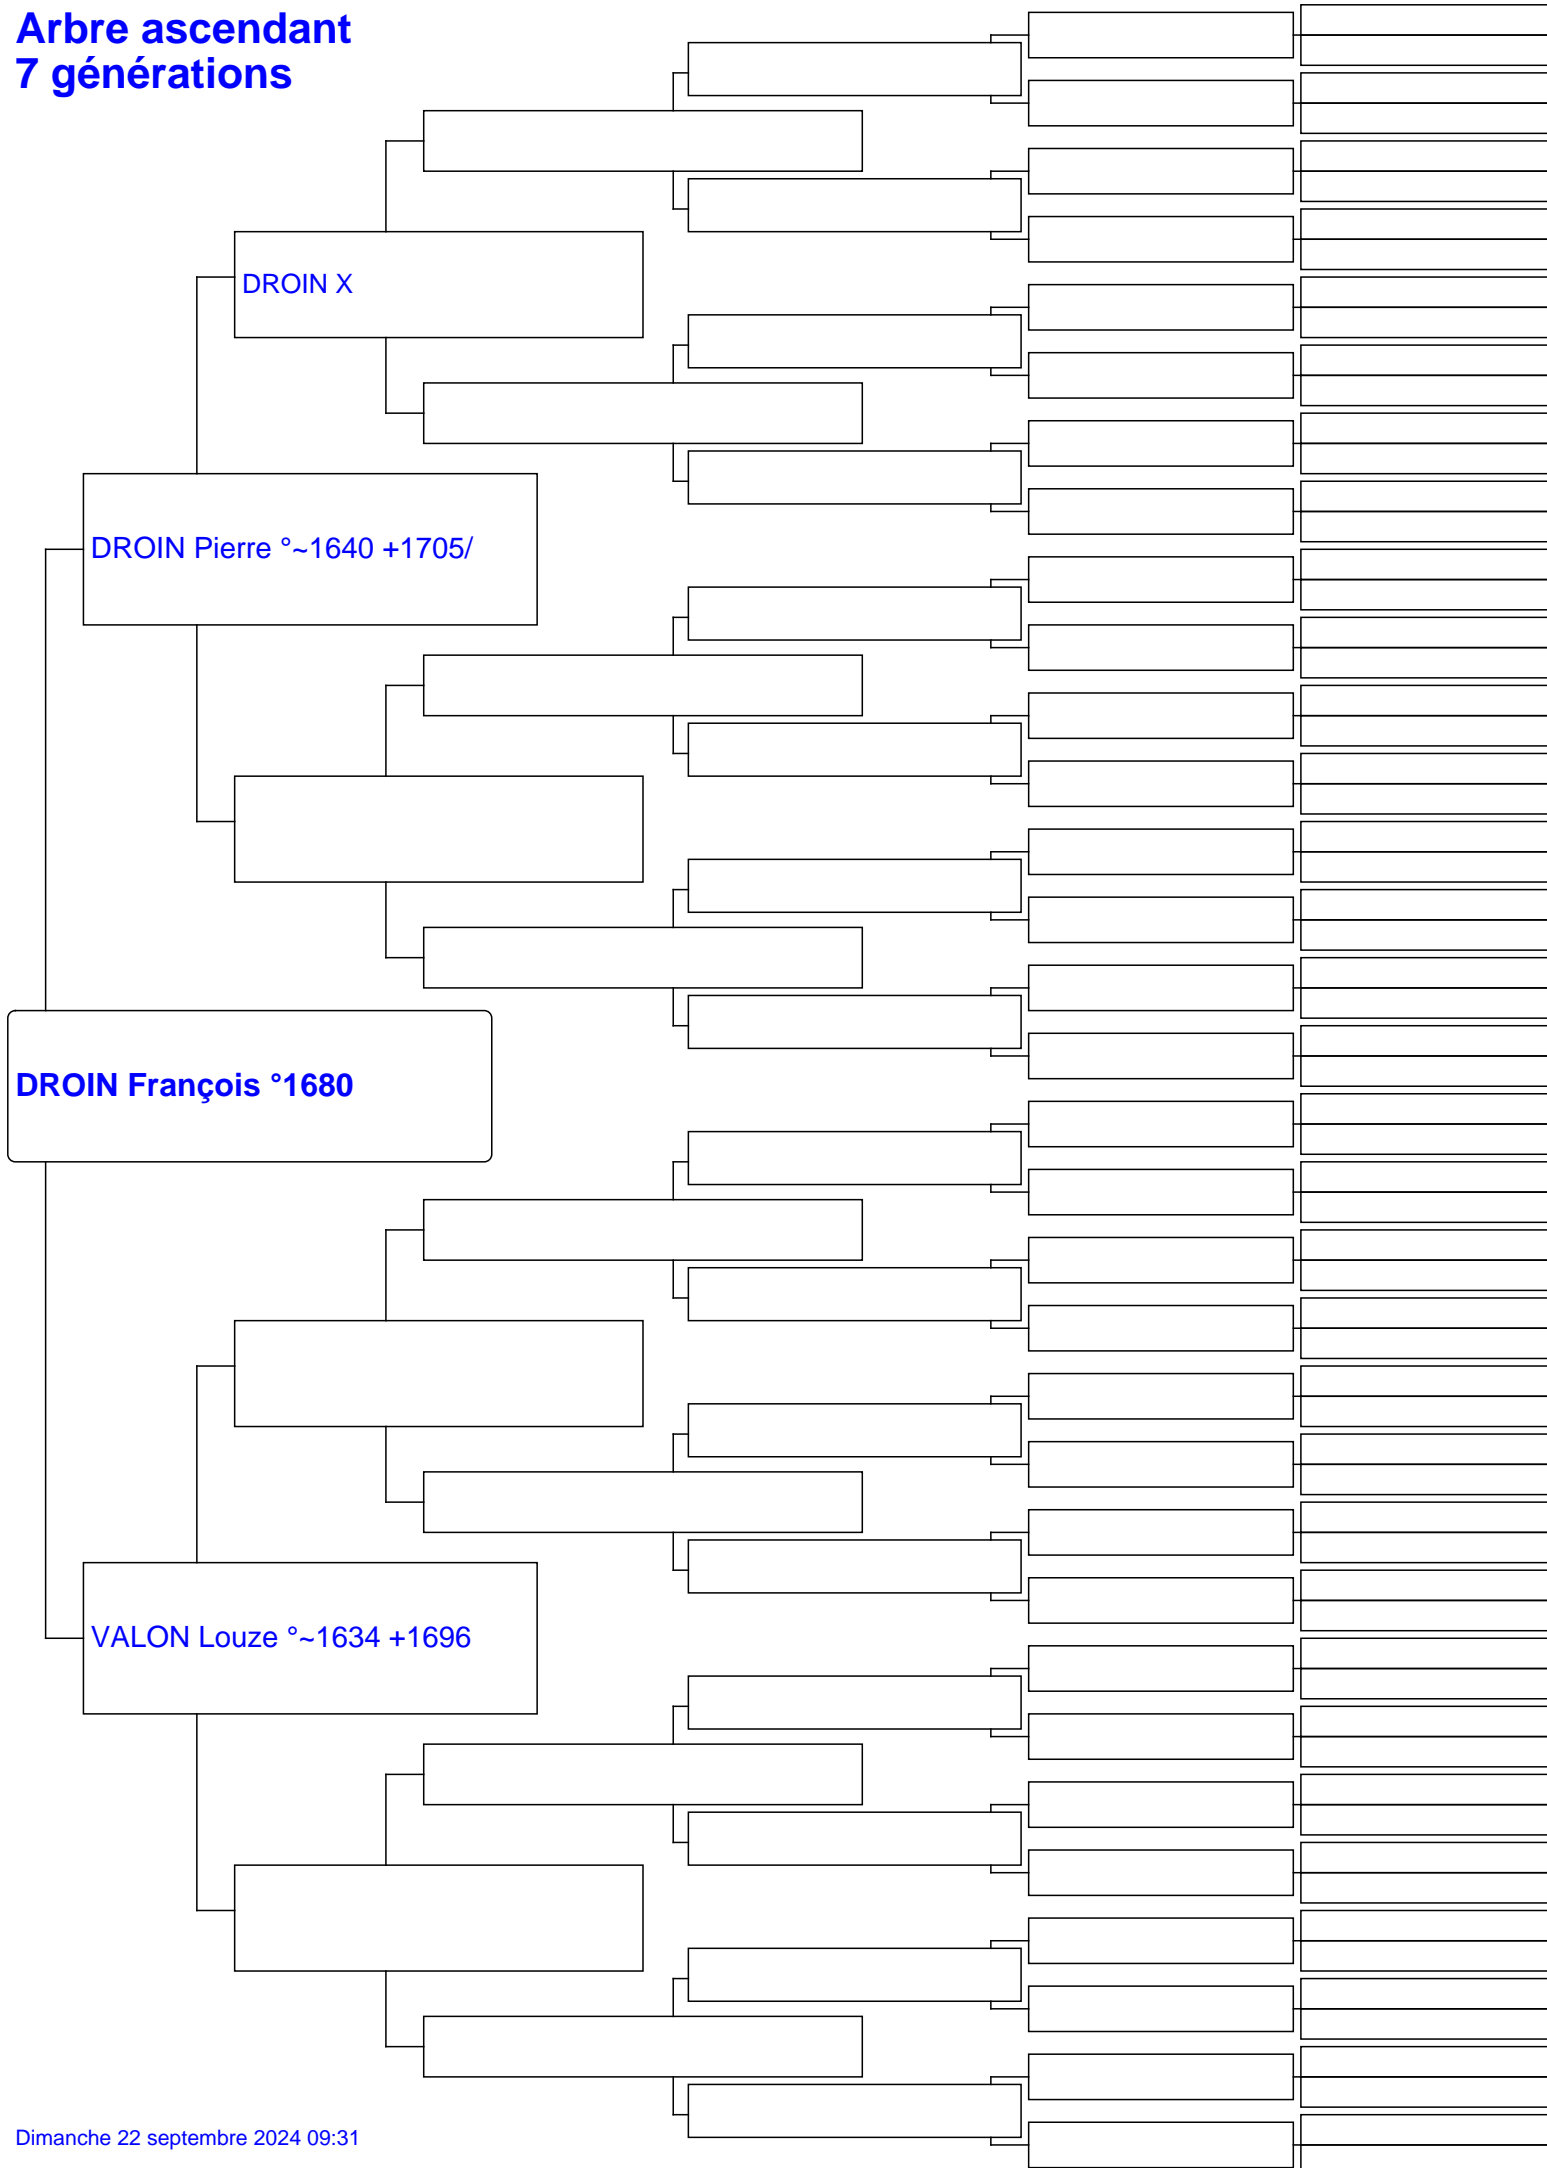 Arbre ascendant
7 générations
DROIN X
DROIN Pierre °~1640 +1705/
DROIN François °1680
VALON Louze °~1634 +1696
Dimanche 22 septembre 2024 09:31